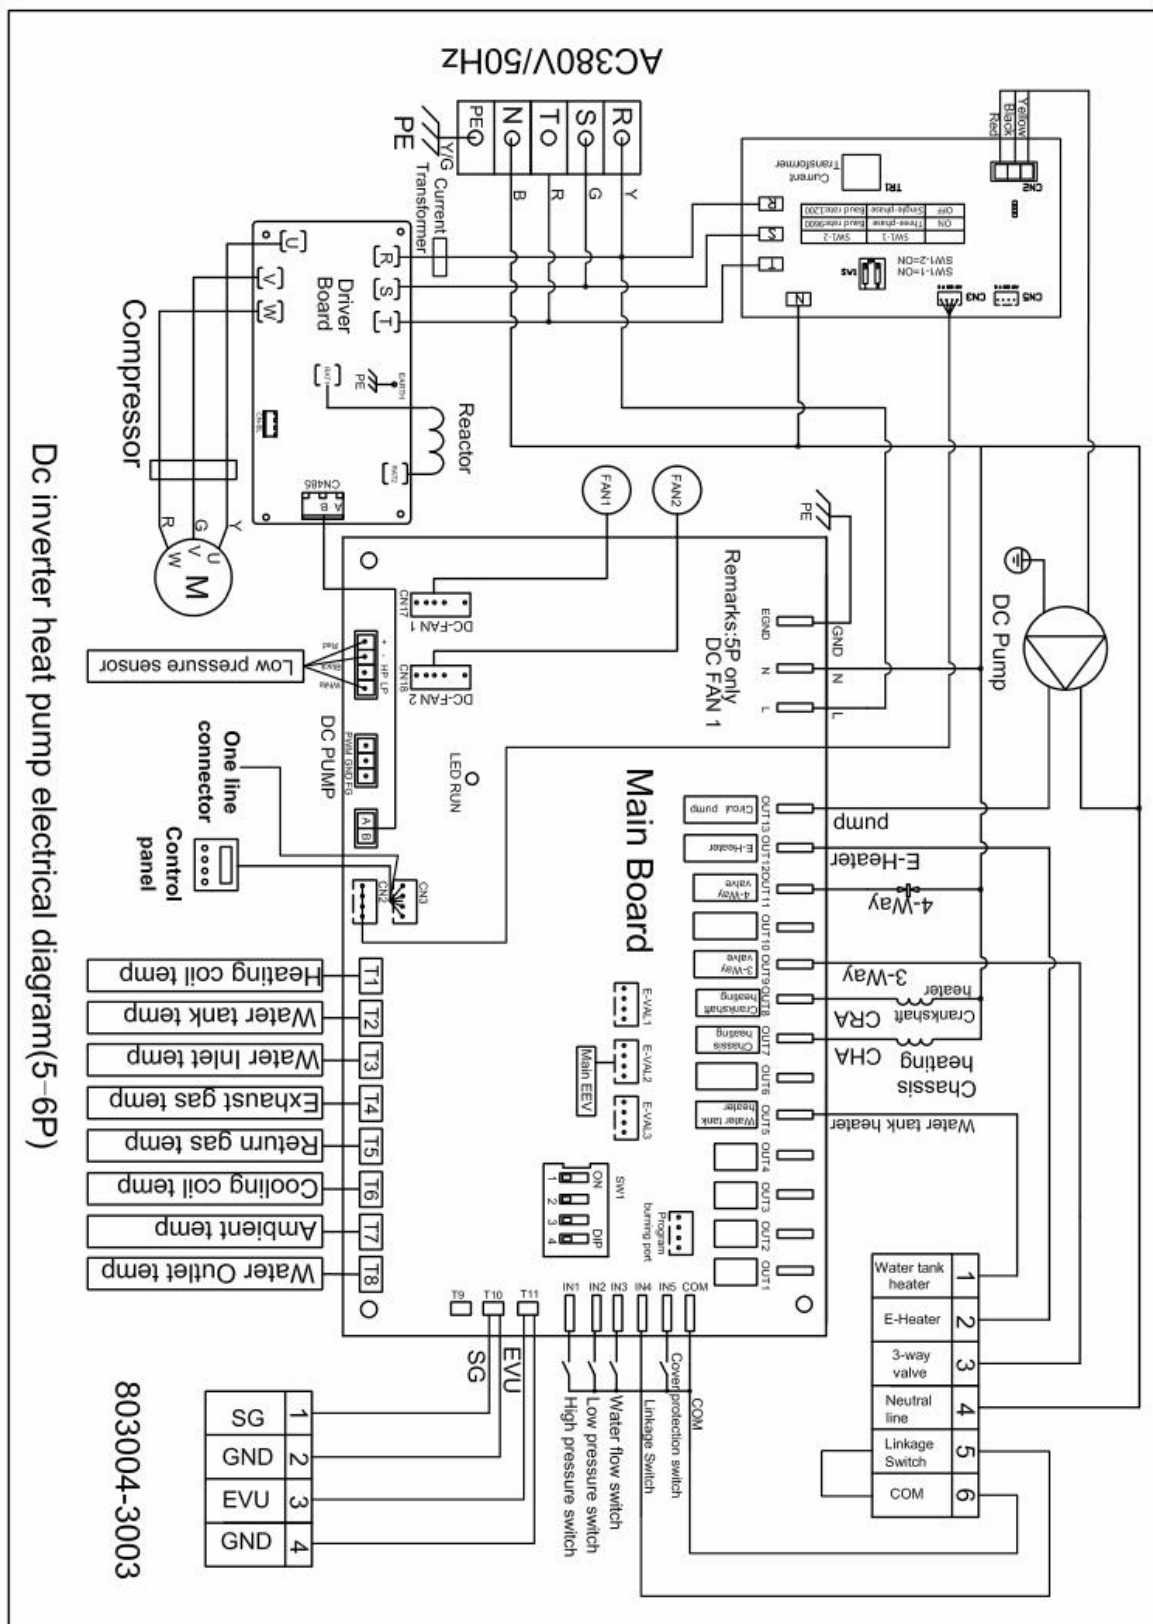 AC380V/50Hz
R
S
T
N
PE
PE
Y/G
Y
G
R
B
Current
Transformer
Yellow
Black
Red
CN2
TR1
Current
Transformer
SW1-1 SW1-2
ON Three-phase Baud rate:9600
OFF Single-phase Baud rate:1200
SW1-1=ON
SW1-2=ON
R
S
T
N
CN3
CN5
U
V
W
R
S
T
Driver
Board
RAT1
PE
EARTH
RAT2
Reactor
CN485
A B
Compressor
R
G
Y
U
V
W
M
FAN1
FAN2
PE
DC Pump
CN17
DC-FAN 1
CN18
DC-FAN 2
Remarks:5P only
DC FAN 1
EGND
N
L
GND
N
L
Low pressure sensor
Red
Black
White
+
-
HP
LP
DC PUMP
PWM GND FG
A B
LED RUN
One line
connector
Control
panel
CN2
CN3
Main Board
OUT13
OUT12
OUT11
OUT10
OUT9
OUT8
OUT7
OUT6
OUT5
OUT4
OUT3
OUT2
OUT1
Circul pump
E-Heater
4-Way
valve
3-Way
valve
Crankshaft
heating
Chassis
heating
Water tank
heater
pump
E-Heater
4-Way
3-Way
CRA
Crankshaft
heater
CHA
Chassis
heating
Water tank heater
E-VAL1
E-VAL2
E-VAL3
Main EEV
SW1
ON
DIP
1
2
3
4
Program
burning port
T1 Heating coil temp
T2 Water tank temp
T3 Water Inlet temp
T4 Exhaust gas temp
T5 Return gas temp
T6 Cooling coil temp
T7 Ambient temp
T8 Water Outlet temp
T9
T10
T11
IN1
IN2
IN3
IN4
IN5
COM
SG
EVU
High pressure switch
Low pressure switch
Water flow switch
Linkage Switch
Cover protection switch
COM
SG 1
GND 2
EVU 3
GND 4
Water tank
heater
1
E-Heater 2
3-way
valve
3
Neutral
line
4
Linkage
Switch
5
COM 6
Dc inverter heat pump electrical diagram(5-6P)
803004-3003